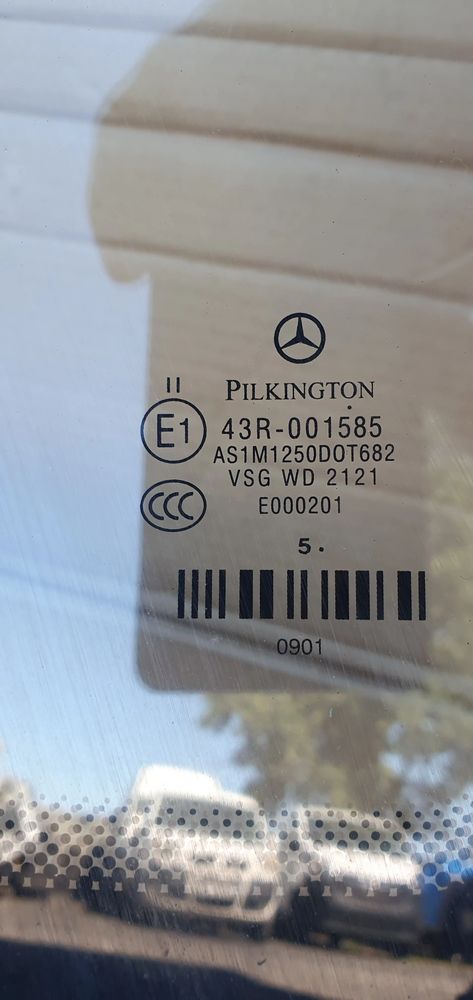 II
PILKINGTON
E1
43R-001585
AS1M1250DOT682
VSG WD 2121
CCC
E000201
5.
0901